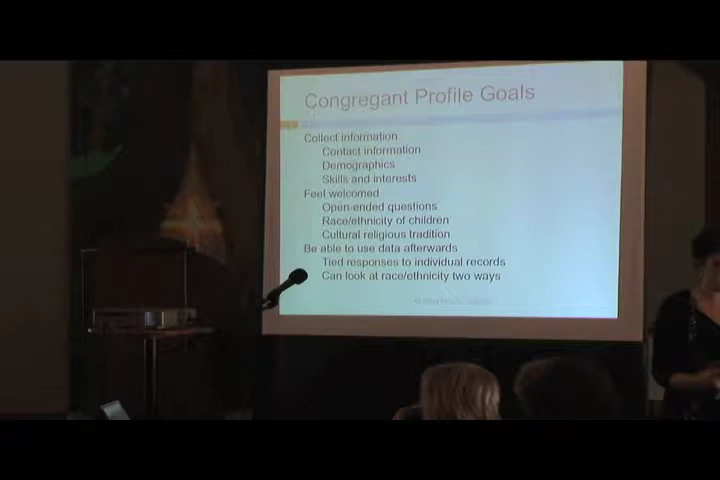 Congregant Profile Goals
Collect information
Contact information
Demographics
Skills and interests
Feel welcomed
Open-ended questions
Race/ethnicity of children
Cultural religious tradition
Be able to use data afterwards
Tied responses to individual records
Can look at race/ethnicity two ways